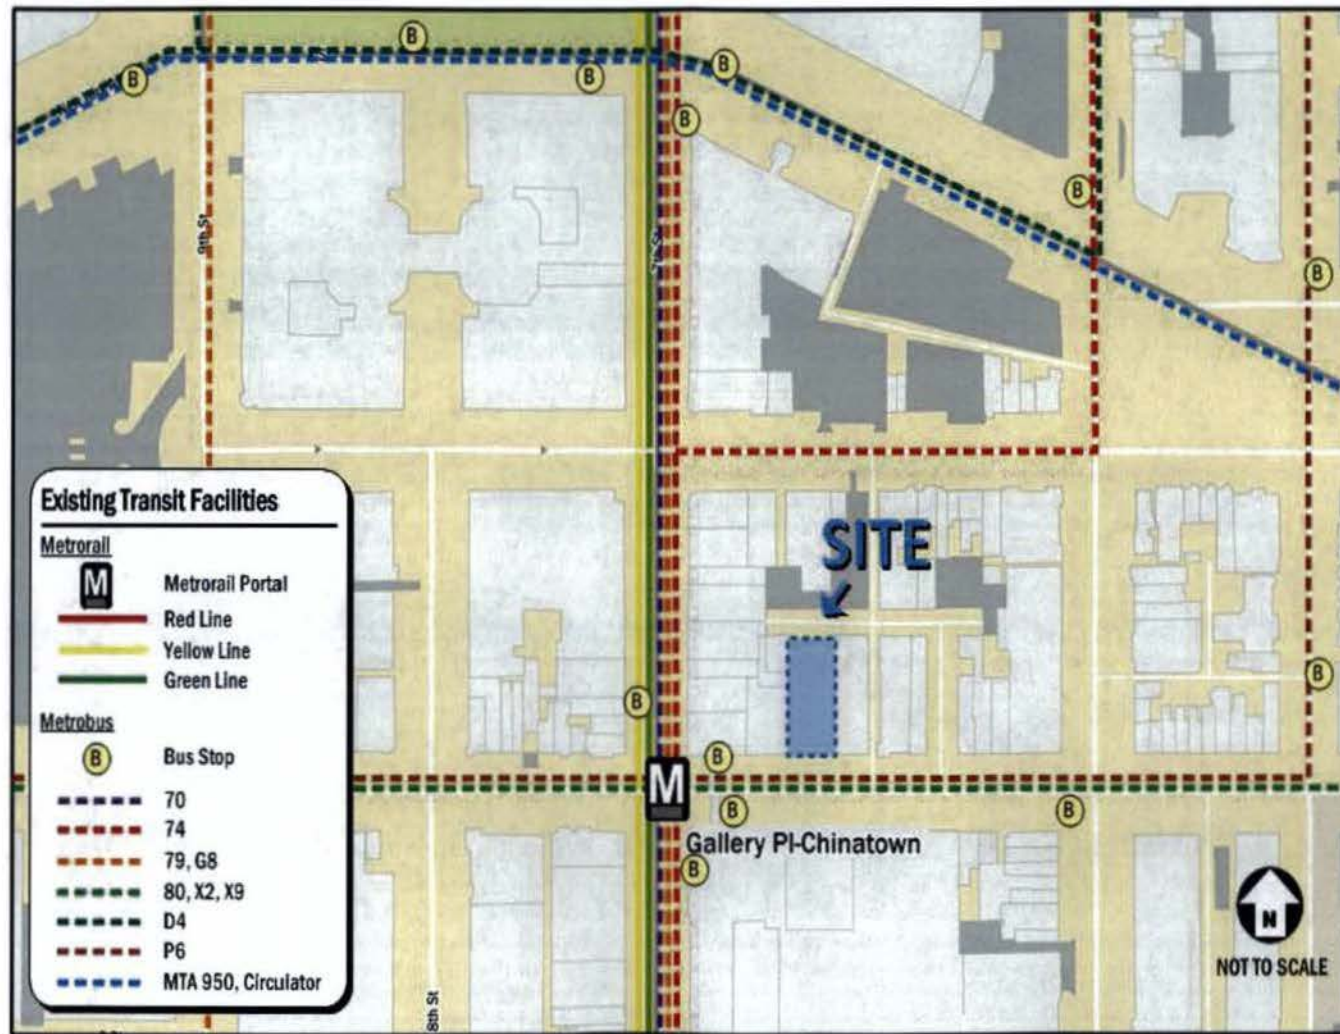 B
B
B
B
B
B
B
B
9th St
7th St
SITE
B
B
B
M
B
B
Gallery Pl-Chinatown
B
8th St
N
NOT TO SCALE
Existing Transit Facilities
Metrorail
M Metrorail Portal
Red Line
Yellow Line
Green Line
Metrobus
B Bus Stop
70
74
79, G8
80, X2, X9
D4
P6
MTA 950, Circulator